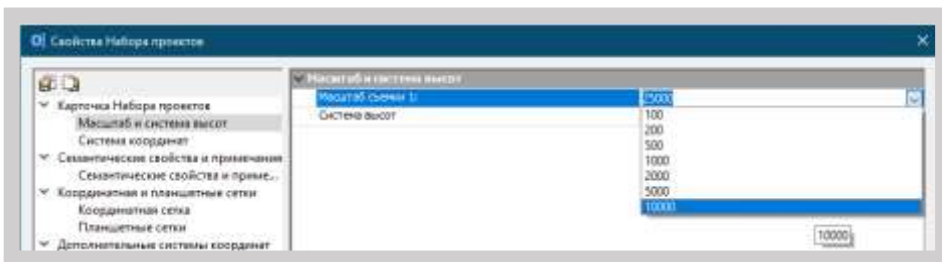 Свойства Набора проектов
Масштаб и система высот
Карточка Набора проектов
Масштаб и система высот
Система координат
Семантические свойства и примечания
Семантические свойства и приме...
Координатная и планшетные сетки
Координатная сетка
Планшетные сетки
Дополнительные системы координат
Масштаб съемки 1: 25000
Система высот
100
200
500
1000
2000
5000
10000
10000